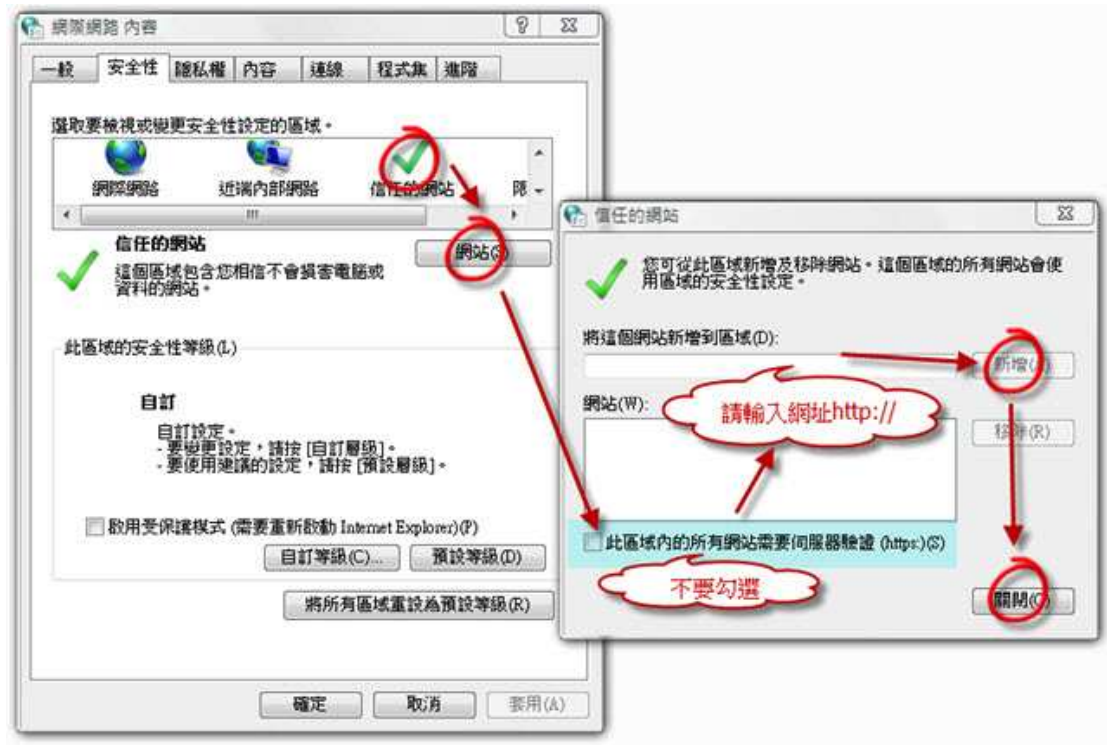 網際網路 內容
一般 安全性 隱私權 內容 連線 程式集 進階
選取要檢視或變更安全性設定的區域。
網際網路 近端內部網路 信任的網站
信任的網站
網站(S)
這個區域包含您相信不會損害電腦或
資料的網站。
此區域的安全性等級(L)
自訂
自訂設定。
- 要變更設定，請按 [自訂層級]。
- 要使用建議的設定，請按 [預設層級]。
啟用受保護模式 (需要重新啟動 Internet Explorer)(P)
自訂等級(C)... 預設等級(D)
將所有區域重設為預設等級(R)
確定 取消 套用(A)
信任的網站
您可從此區域新增及移除網站。這個區域的所有網站會使
用區域的安全性設定。
將這個網站新增到區域(D):
新增(A)
網站(W):
請輸入網址http://
移除(R)
此區域內的所有網站需要伺服器驗證 (https:)(S)
不要勾選
關閉(C)